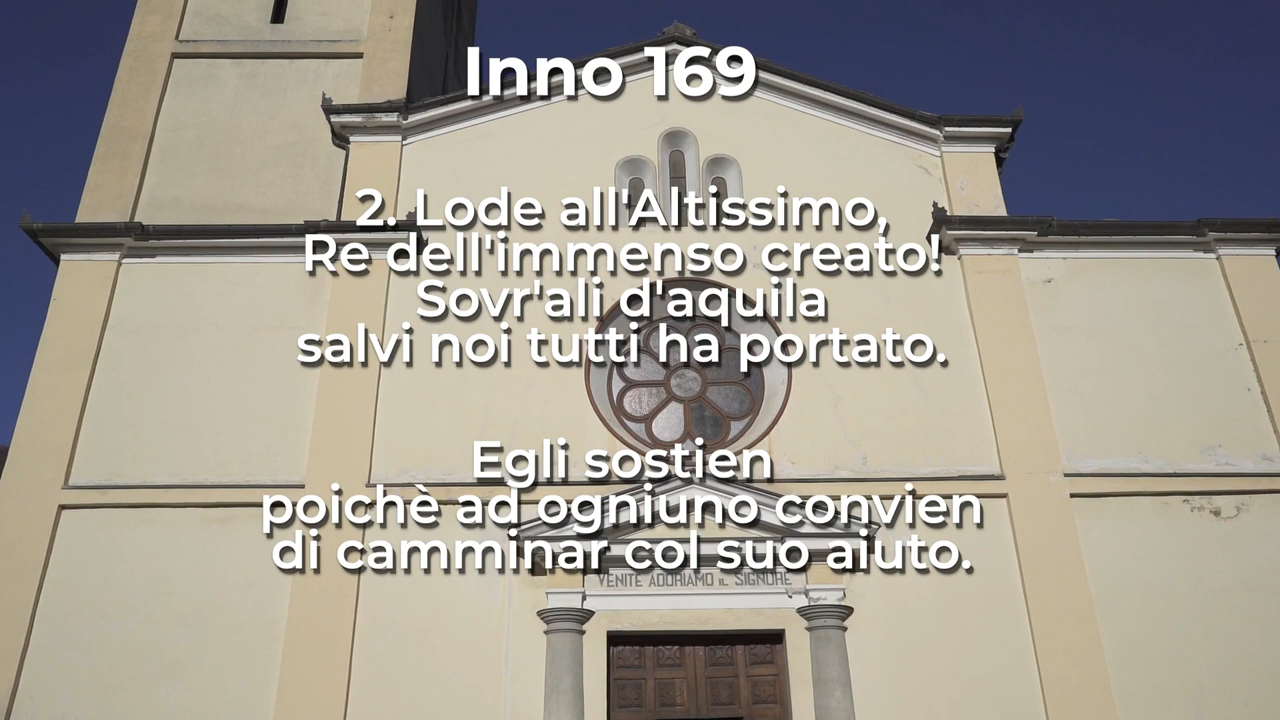 Inno 169
2. Lode all'Altissimo,
Re dell'immenso creato!
Sovr'ali d'aquila
salvi noi tutti ha portato.
Egli sostien
poichè ad ogniuno convien
di camminar col suo aiuto.
VENITE ADORIAMO IL SIGNORE